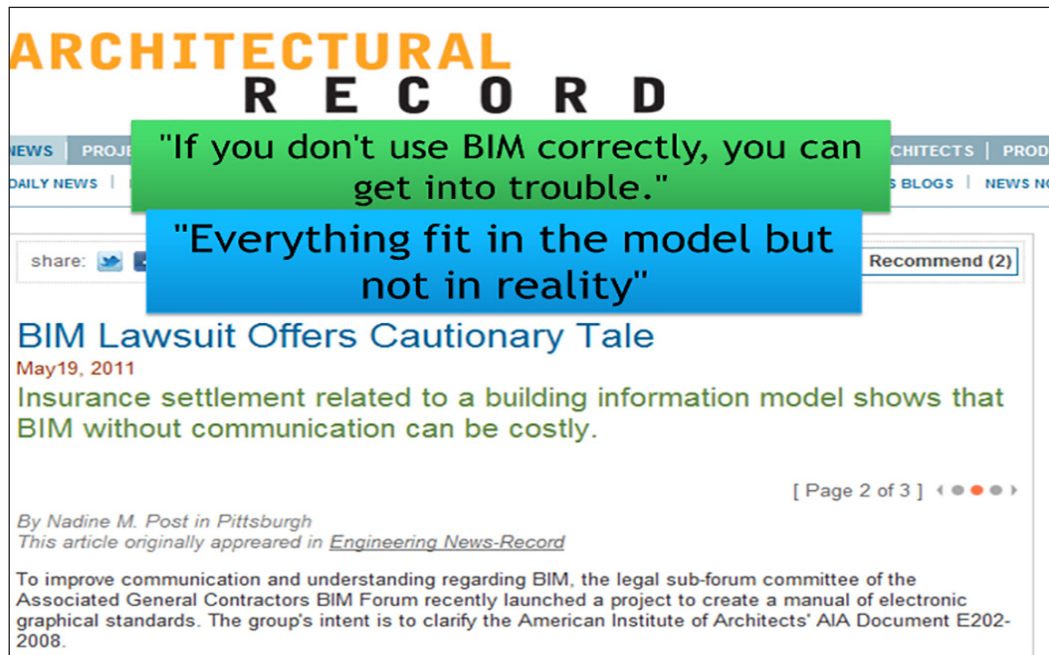 ARCHITECTURAL
RECORD
"If you don't use BIM correctly, you can
get into trouble."
NEWS | PROJE
CHITECTS | PROD
DAILY NEWS |
S BLOGS | NEWS NO
"Everything fit in the model but
not in reality"
share:
Recommend (2)
BIM Lawsuit Offers Cautionary Tale
May19, 2011
Insurance settlement related to a building information model shows that
BIM without communication can be costly.
[ Page 2 of 3 ]
By Nadine M. Post in Pittsburgh
This article originally appreared in Engineering News-Record
To improve communication and understanding regarding BIM, the legal sub-forum committee of the
Associated General Contractors BIM Forum recently launched a project to create a manual of electronic
graphical standards. The group's intent is to clarify the American Institute of Architects' AIA Document E202-
2008.